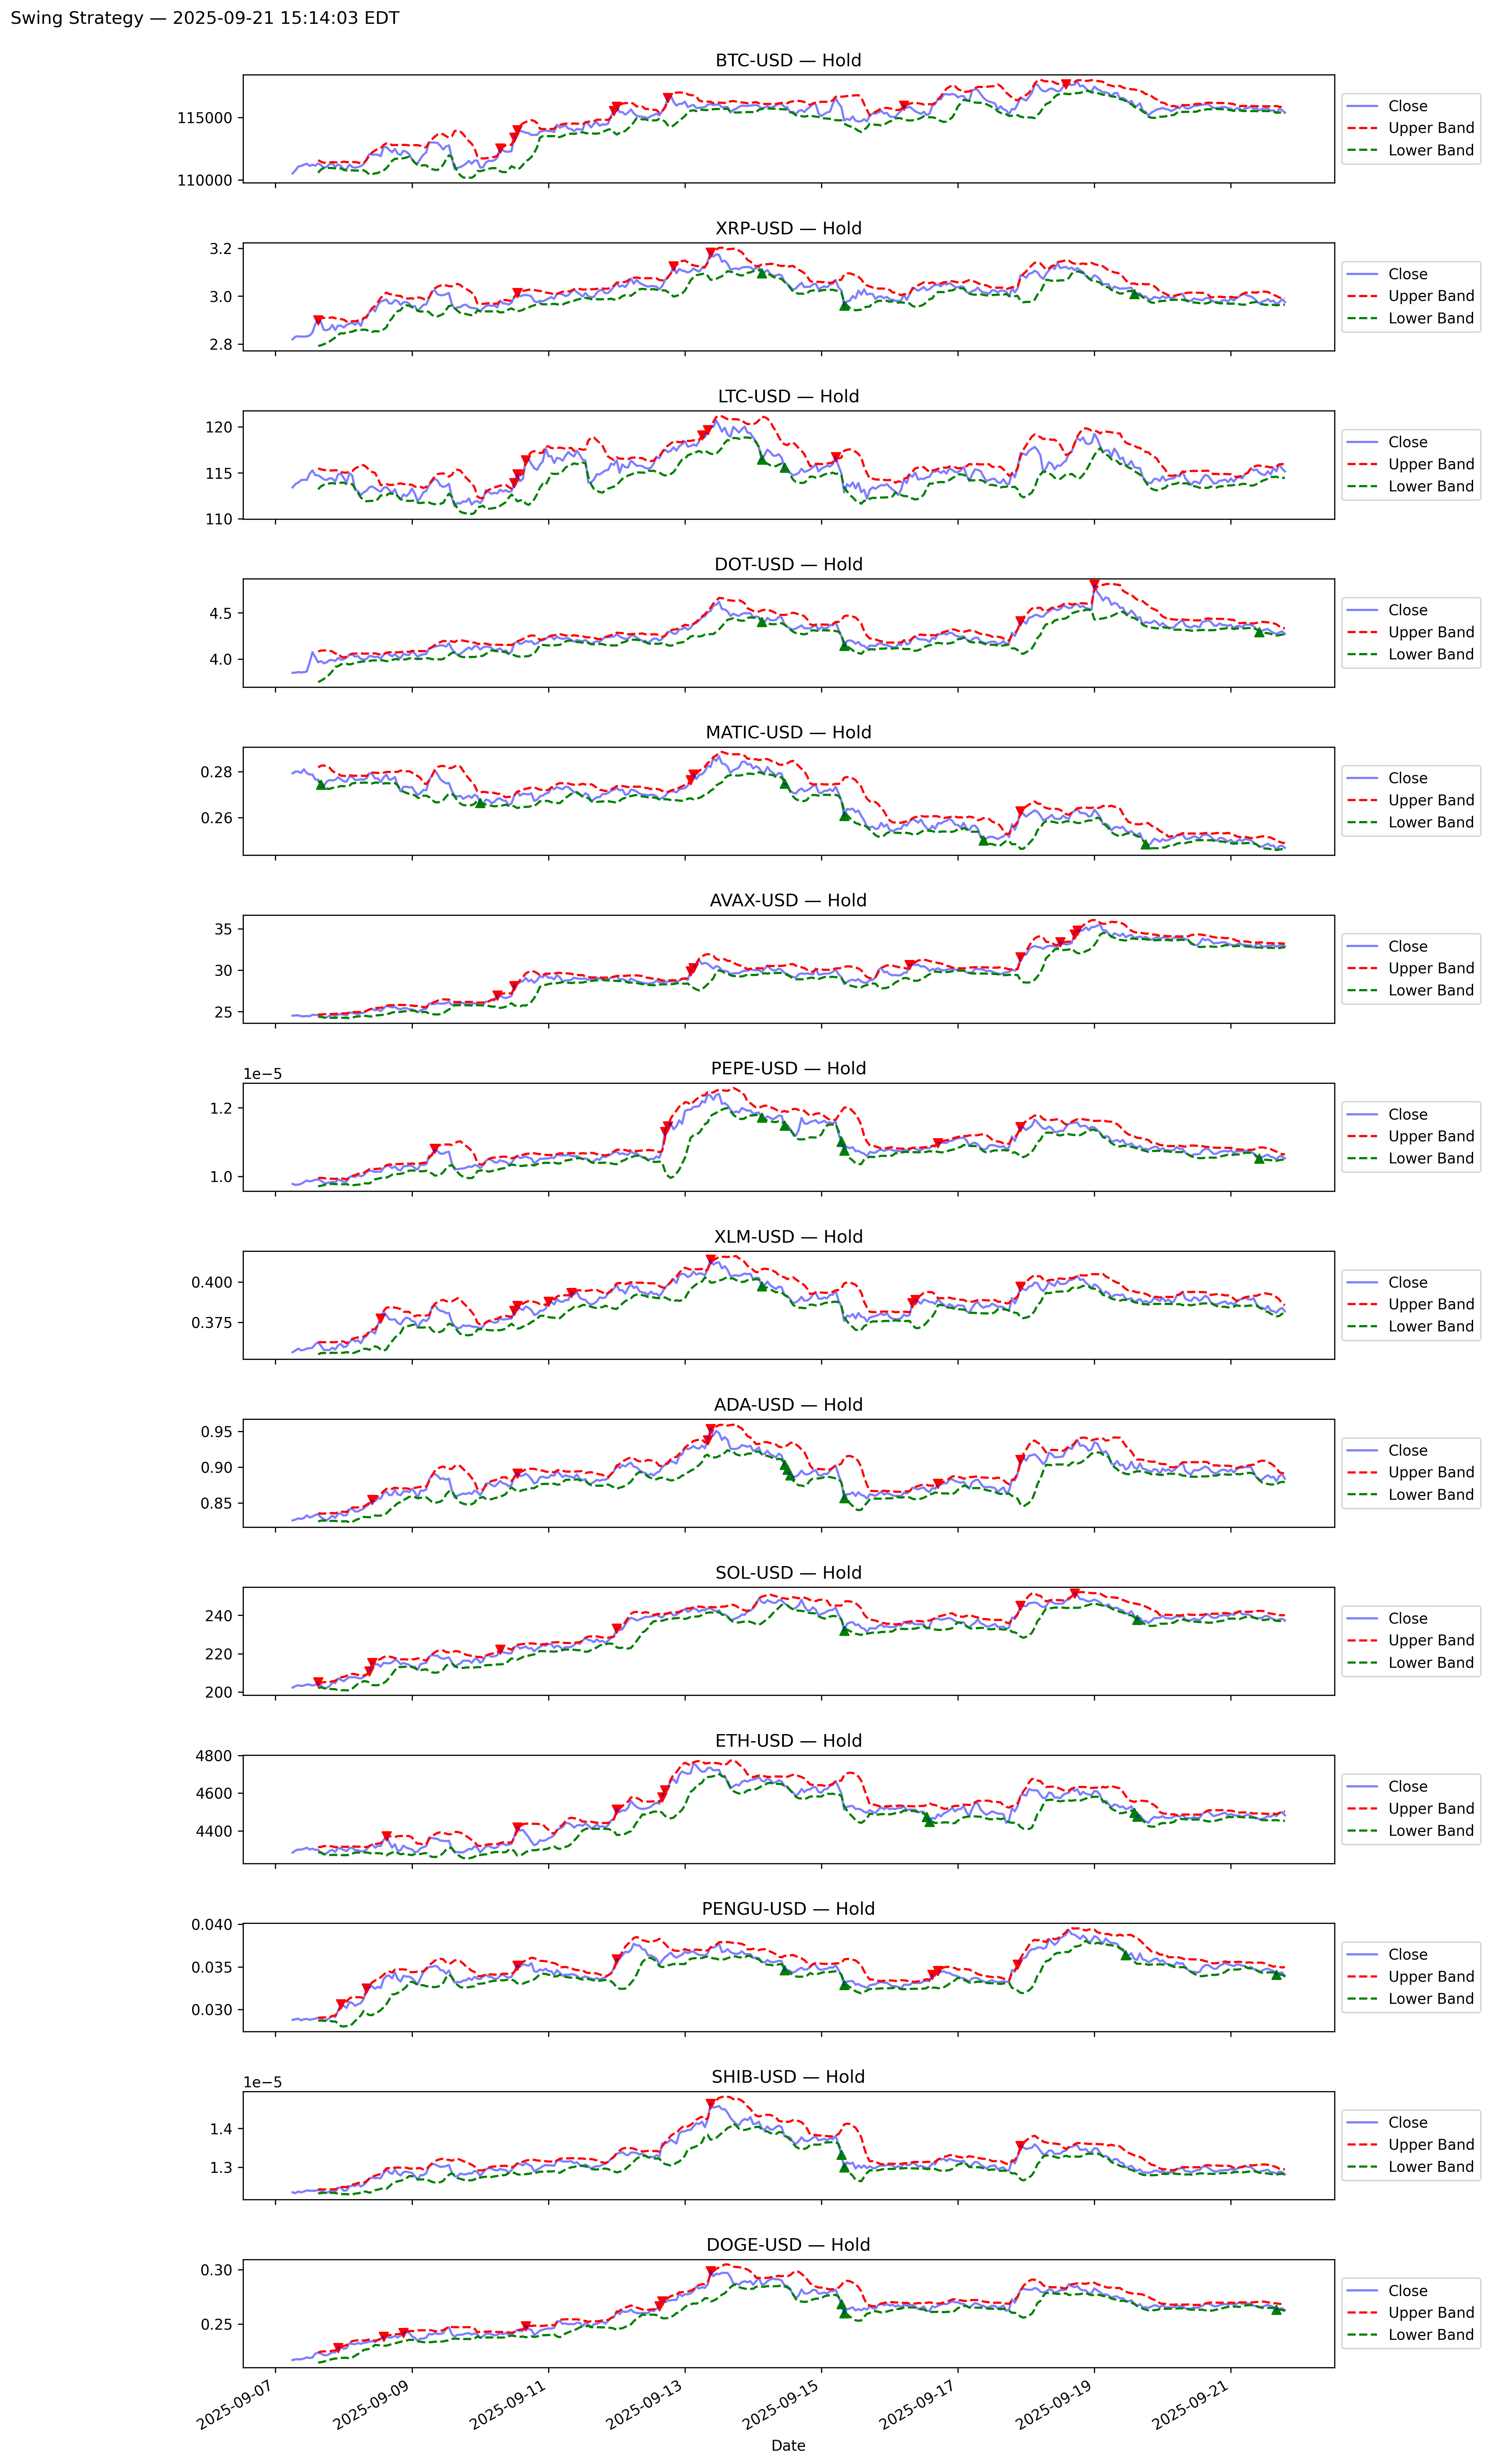 Swing Strategy — 2025-09-21 15:14:03 EDT
BTC-USD — Hold
115000
110000
Close
Upper Band
Lower Band
XRP-USD — Hold
3.2
3.0
2.8
Close
Upper Band
Lower Band
LTC-USD — Hold
120
115
110
Close
Upper Band
Lower Band
DOT-USD — Hold
4.5
4.0
Close
Upper Band
Lower Band
MATIC-USD — Hold
0.28
0.26
Close
Upper Band
Lower Band
AVAX-USD — Hold
35
30
25
Close
Upper Band
Lower Band
PEPE-USD — Hold
1e−5
1.2
1.0
Close
Upper Band
Lower Band
XLM-USD — Hold
0.400
0.375
Close
Upper Band
Lower Band
ADA-USD — Hold
0.95
0.90
0.85
Close
Upper Band
Lower Band
SOL-USD — Hold
240
220
200
Close
Upper Band
Lower Band
ETH-USD — Hold
4800
4600
4400
Close
Upper Band
Lower Band
PENGU-USD — Hold
0.040
0.035
0.030
Close
Upper Band
Lower Band
SHIB-USD — Hold
1e−5
1.4
1.3
Close
Upper Band
Lower Band
DOGE-USD — Hold
0.30
0.25
Close
Upper Band
Lower Band
2025-09-07
2025-09-09
2025-09-11
2025-09-13
2025-09-15
2025-09-17
2025-09-19
2025-09-21
Date